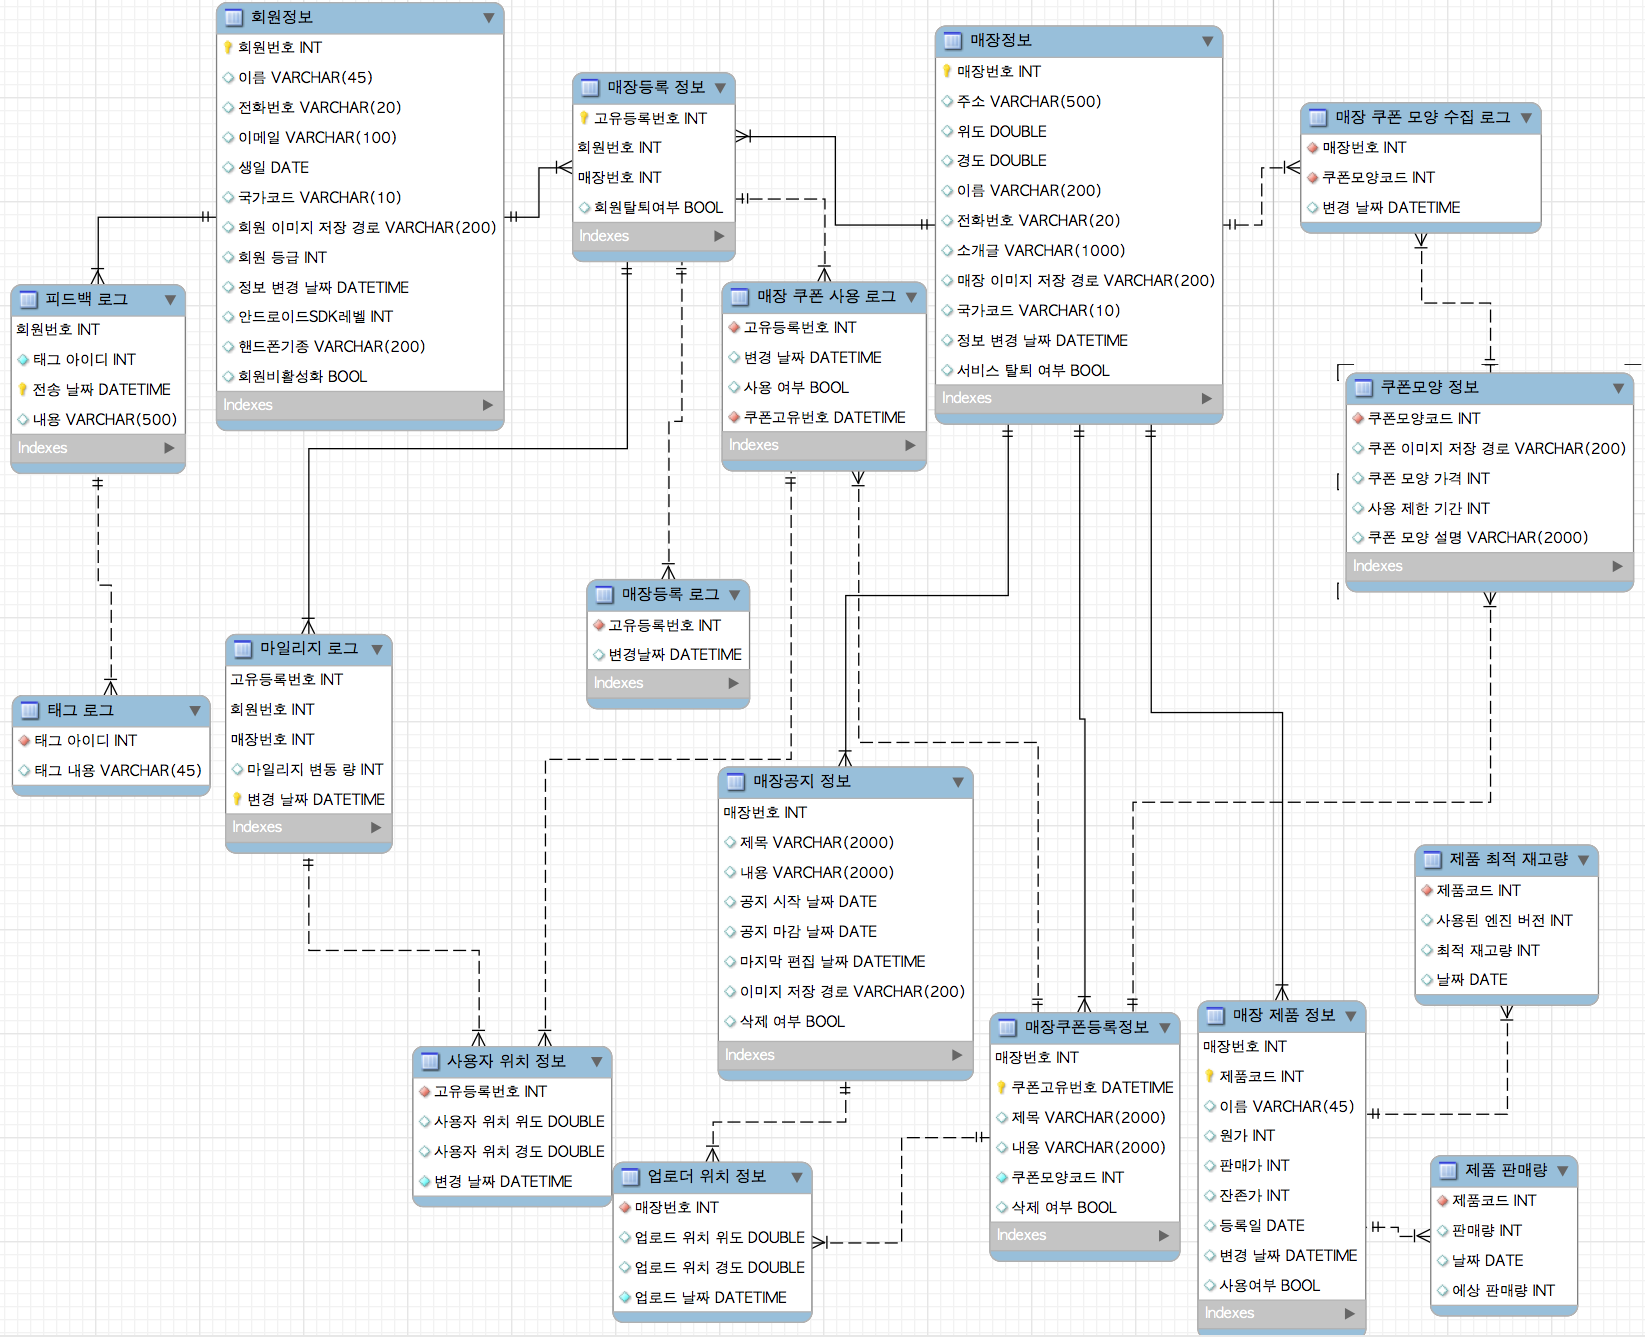 회원정보
회원번호 INT
이름 VARCHAR(45)
전화번호 VARCHAR(20)
이메일 VARCHAR(100)
생일 DATE
국가코드 VARCHAR(10)
회원 이미지 저장 경로 VARCHAR(200)
회원 등급 INT
정보 변경 날짜 DATETIME
안드로이드SDK레벨 INT
핸드폰기종 VARCHAR(200)
회원비활성화 BOOL
Indexes
매장등록 정보
고유등록번호 INT
회원번호 INT
매장번호 INT
회원탈퇴여부 BOOL
Indexes
매장정보
매장번호 INT
주소 VARCHAR(500)
위도 DOUBLE
경도 DOUBLE
이름 VARCHAR(200)
전화번호 VARCHAR(20)
소개글 VARCHAR(1000)
매장 이미지 저장 경로 VARCHAR(200)
국가코드 VARCHAR(10)
정보 변경 날짜 DATETIME
서비스 탈퇴 여부 BOOL
Indexes
매장 쿠폰 모양 수집 로그
매장번호 INT
쿠폰모양코드 INT
변경 날짜 DATETIME
피드백 로그
회원번호 INT
태그 아이디 INT
전송 날짜 DATETIME
내용 VARCHAR(500)
Indexes
매장 쿠폰 사용 로그
고유등록번호 INT
변경 날짜 DATETIME
사용 여부 BOOL
쿠폰고유번호 DATETIME
Indexes
쿠폰모양 정보
쿠폰모양코드 INT
쿠폰 이미지 저장 경로 VARCHAR(200)
쿠폰 모양 가격 INT
사용 제한 기간 INT
쿠폰 모양 설명 VARCHAR(2000)
Indexes
매장등록 로그
고유등록번호 INT
변경날짜 DATETIME
Indexes
마일리지 로그
고유등록번호 INT
회원번호 INT
매장번호 INT
마일리지 변동 량 INT
변경 날짜 DATETIME
Indexes
태그 로그
태그 아이디 INT
태그 내용 VARCHAR(45)
매장공지 정보
매장번호 INT
제목 VARCHAR(2000)
내용 VARCHAR(2000)
공지 시작 날짜 DATE
공지 마감 날짜 DATE
마지막 편집 날짜 DATETIME
이미지 저장 경로 VARCHAR(200)
삭제 여부 BOOL
Indexes
제품 최적 재고량
제품코드 INT
사용된 엔진 버전 INT
최적 재고량 INT
날짜 DATE
사용자 위치 정보
고유등록번호 INT
사용자 위치 위도 DOUBLE
사용자 위치 경도 DOUBLE
변경 날짜 DATETIME
매장쿠폰등록정보
매장번호 INT
쿠폰고유번호 DATETIME
제목 VARCHAR(2000)
내용 VARCHAR(2000)
쿠폰모양코드 INT
삭제 여부 BOOL
Indexes
매장 제품 정보
매장번호 INT
제품코드 INT
이름 VARCHAR(45)
원가 INT
판매가 INT
잔존가 INT
등록일 DATE
변경 날짜 DATETIME
사용여부 BOOL
Indexes
업로더 위치 정보
매장번호 INT
업로드 위치 위도 DOUBLE
업로드 위치 경도 DOUBLE
업로드 날짜 DATETIME
제품 판매량
제품코드 INT
판매량 INT
날짜 DATE
예상 판매량 INT